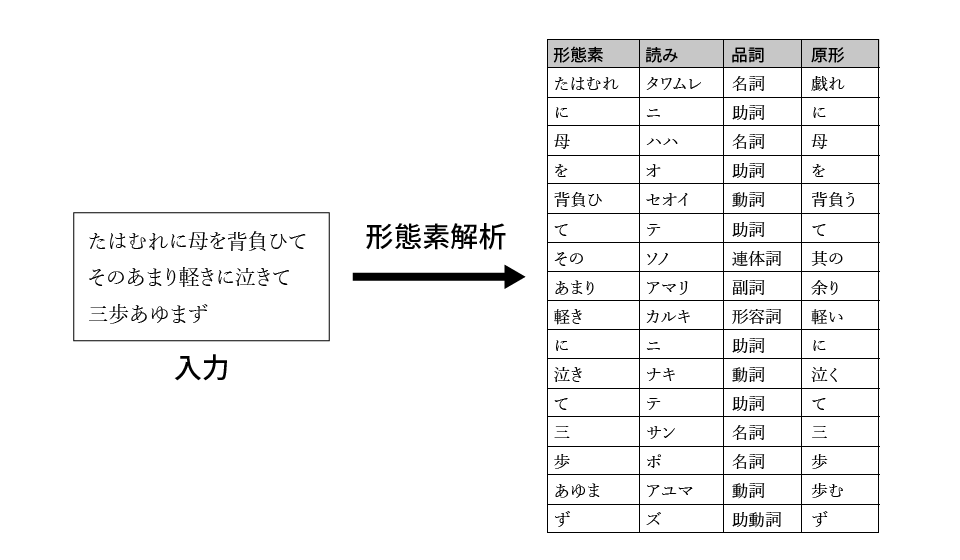 たはむれに母を背負ひて
そのあまり軽きに泣きて
三歩あゆまず
入力
形態素解析
形態素 読み 品詞 原形
たはむれ タワムレ 名詞 戯れ
に ニ 助詞 に
母 ハハ 名詞 母
を オ 助詞 を
背負ひ セオイ 動詞 背負う
て テ 助詞 て
その ソノ 連体詞 其の
あまり アマリ 副詞 余り
軽き カルキ 形容詞 軽い
に ニ 助詞 に
泣き ナキ 動詞 泣く
て テ 助詞 て
三 サン 名詞 三
歩 ポ 名詞 歩
あゆま アユマ 動詞 歩む
ず ズ 助動詞 ず